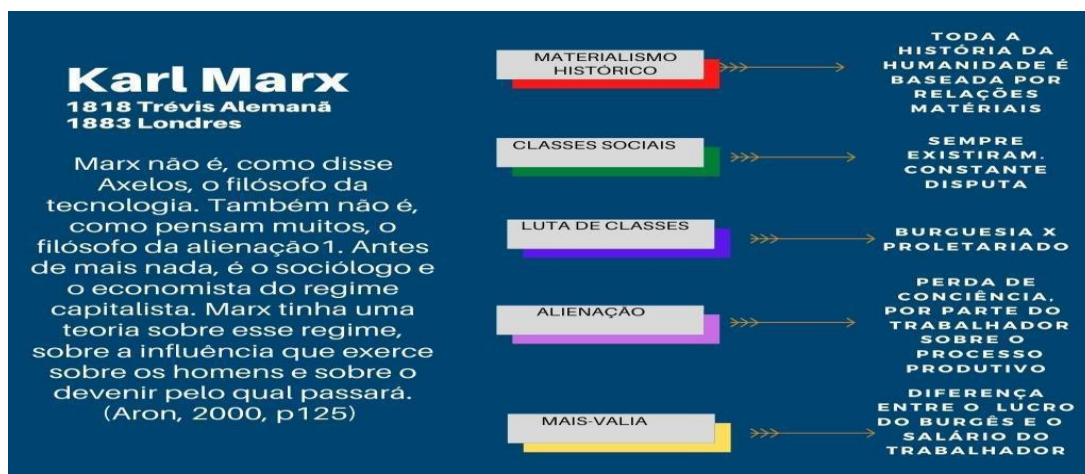 Karl Marx
1818 Trévis Alemanã
1883 Londres
Marx não é, como disse
Axelos, o filósofo da
tecnologia. Também não é,
como pensam muitos, o
filósofo da alienação1. Antes
de mais nada, é o sociólogo e
o economista do regime
capitalista. Marx tinha uma
teoria sobre esse regime,
sobre a influência que exerce
sobre os homens e sobre o
devenir pelo qual passará.
(Aron, 2000, p125)
MATERIALISMO
HISTÓRICO
TODA A
HISTÓRIA DA
HUMANIDADE É
BASEADA POR
RELAÇÕES
MATÉRIAIS
CLASSES SOCIAIS
SEMPRE
EXISTIRAM.
CONSTANTE
DISPUTA
LUTA DE CLASSES
BURGUESIA X
PROLETARIADO
ALIENAÇÃO
PERDA DE
CONCIÊNCIA,
POR PARTE DO
TRABALHADOR
SOBRE O
PROCESSO
PRODUTIVO
MAIS-VALIA
DIFERENÇA
ENTRE O LUCRO
DO BURGÊS E O
SALÁRIO DO
TRABALHADOR